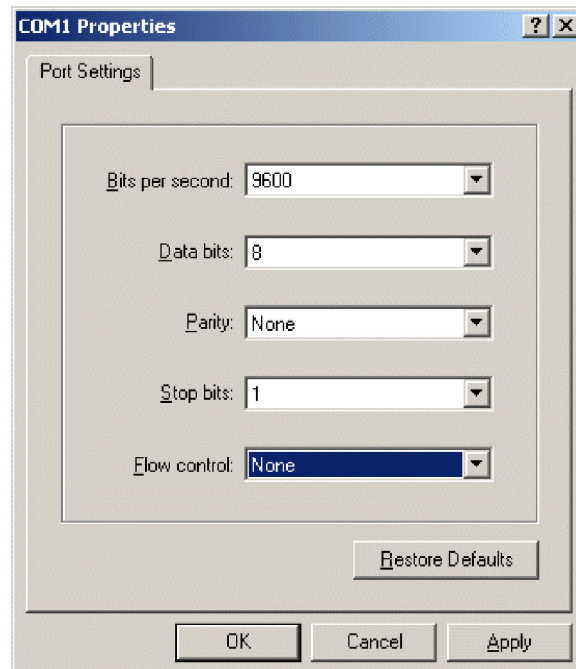 COM1 Properties
Port Settings
Bits per second: 9600
Data bits: 8
Parity: None
Stop bits: 1
Flow control: None
Restore Defaults
OK Cancel Apply